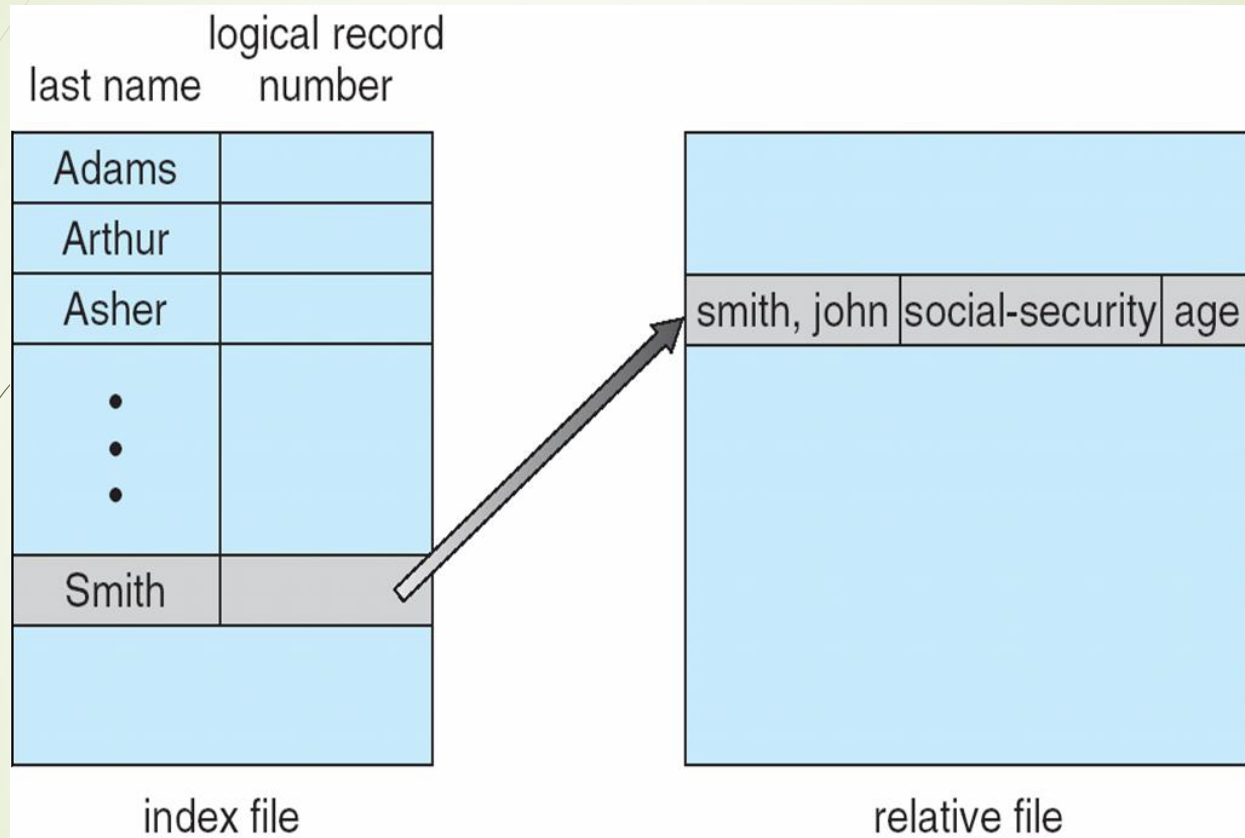 logical record
last name number
Adams
Arthur
Asher
Smith
smith, john social-security age
index file
relative file